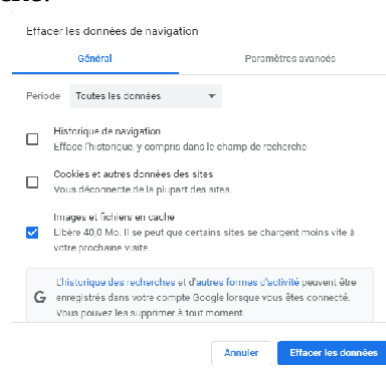 Effacer les données de navigation
Général Paramètres avancés
Période Toutes les données
Historique de navigation
Efface l'historique, y compris dans le champ de recherche
Cookies et autres données des sites
Vous déconnecte de la plupart des sites.
Images et fichiers en cache
Libère 40,0 Mo. Il se peut que certains sites se chargent moins vite à
votre prochaine visite.
L'historique des recherches et d'autres formes d'activité peuvent être
G enregistrés dans votre compte Google lorsque vous êtes connecté.
Vous pouvez les supprimer à tout moment.
Annuler Effacer les données